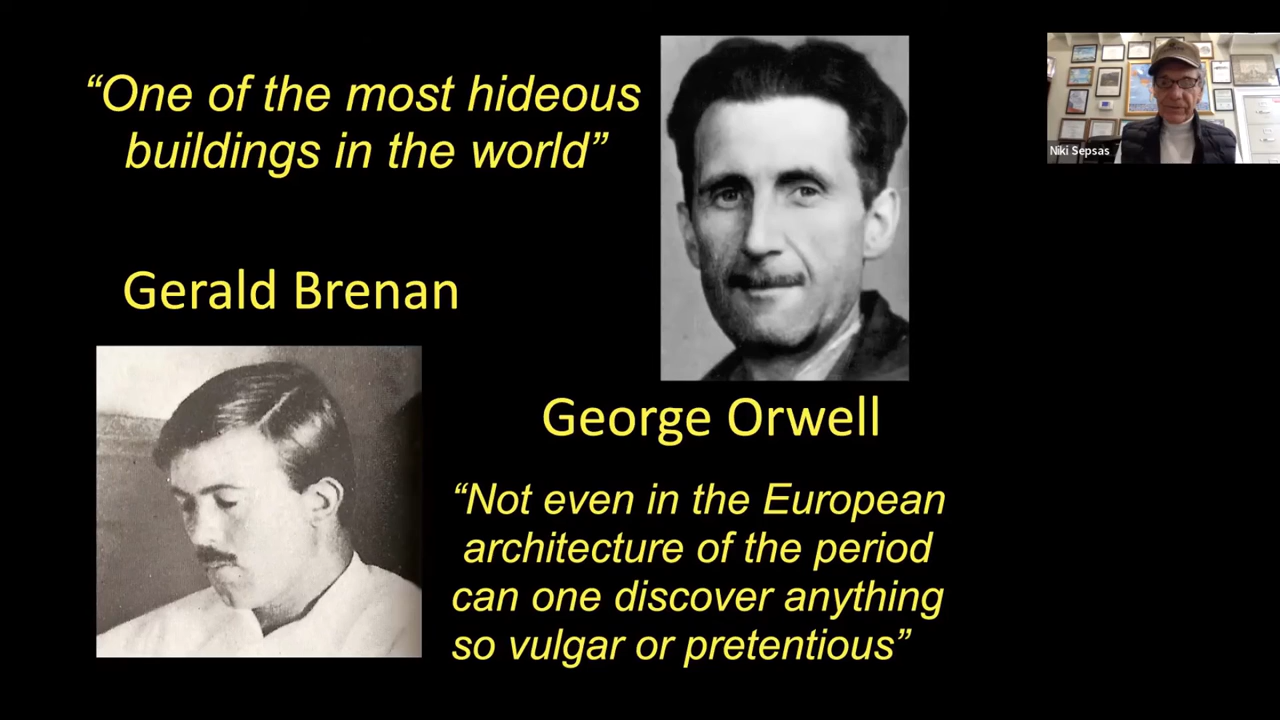 “One of the most hideous
buildings in the world”
Niki Sepsas
Gerald Brenan
George Orwell
“Not even in the European
architecture of the period
can one discover anything
so vulgar or pretentious”